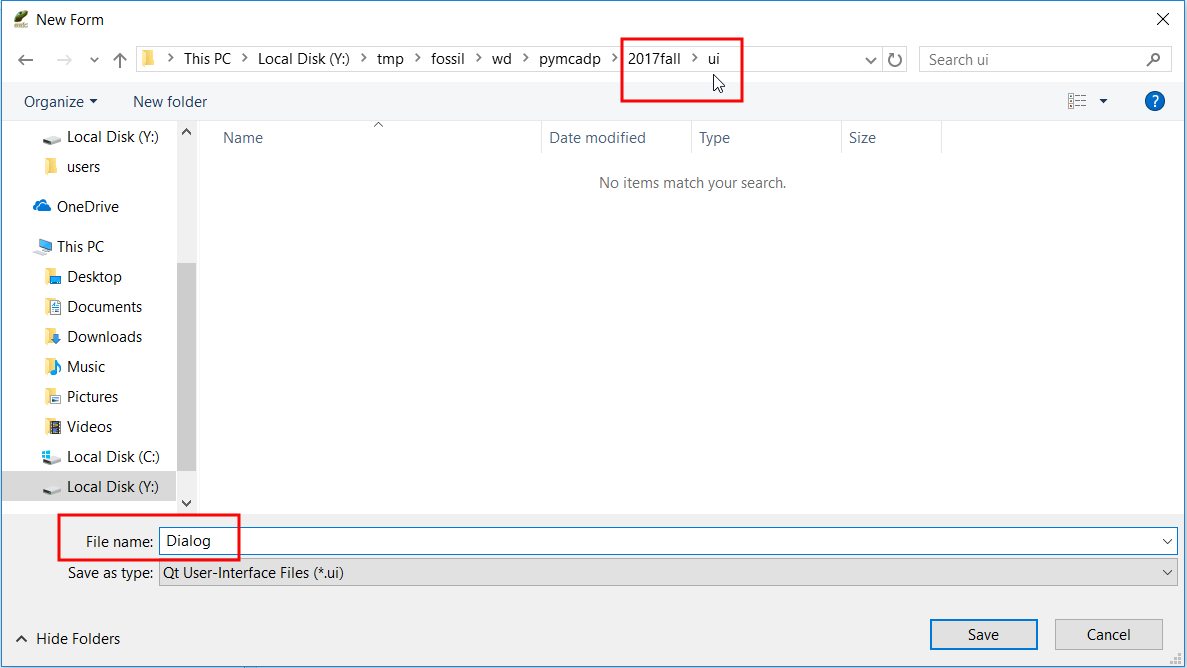 New Form
This PC Local Disk (Y:) tmp fossil wd pymcadp 2017fall ui Search ui
Organize New folder ?
Name Date modified Type Size
No items match your search.
Local Disk (Y:)
users
OneDrive
This PC
Desktop
Documents
Downloads
Music
Pictures
Videos
Local Disk (C:)
Local Disk (Y:)
File name: Dialog
Save as type: Qt User-Interface Files (*.ui)
Hide Folders Save Cancel